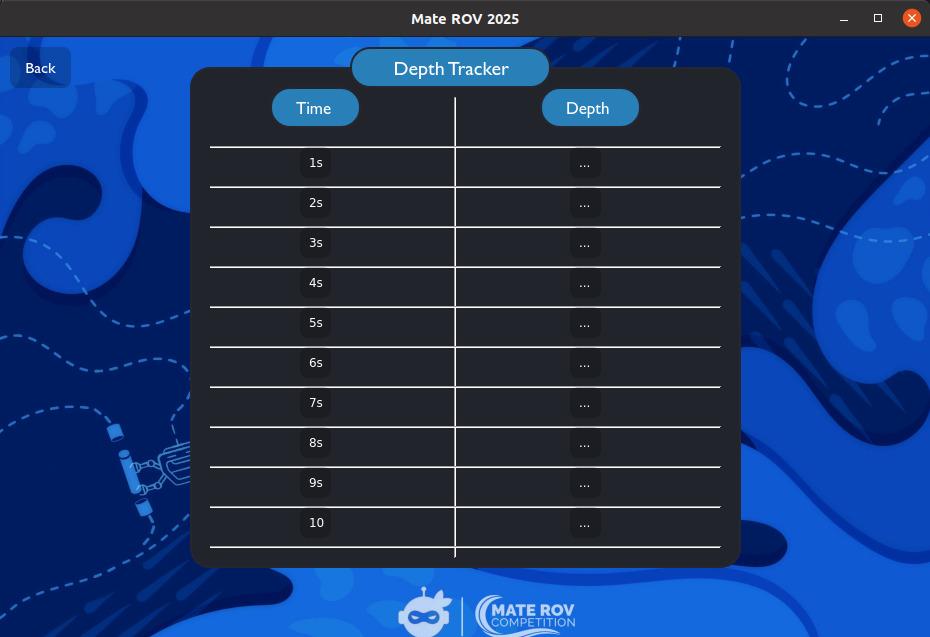 Mate ROV 2025
Back
Depth Tracker
Time Depth
1s ...
2s ...
3s ...
4s ...
5s ...
6s ...
7s ...
8s ...
9s ...
10 ...
MATE ROV
COMPETITION